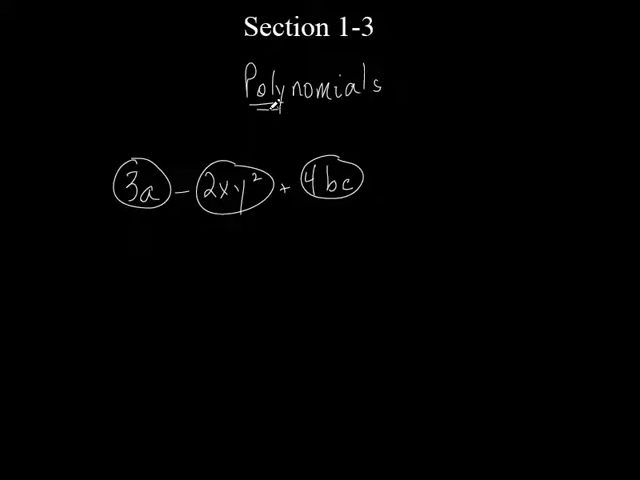 Section 1-3
Polynomials
3a - 2xy² + 4bc